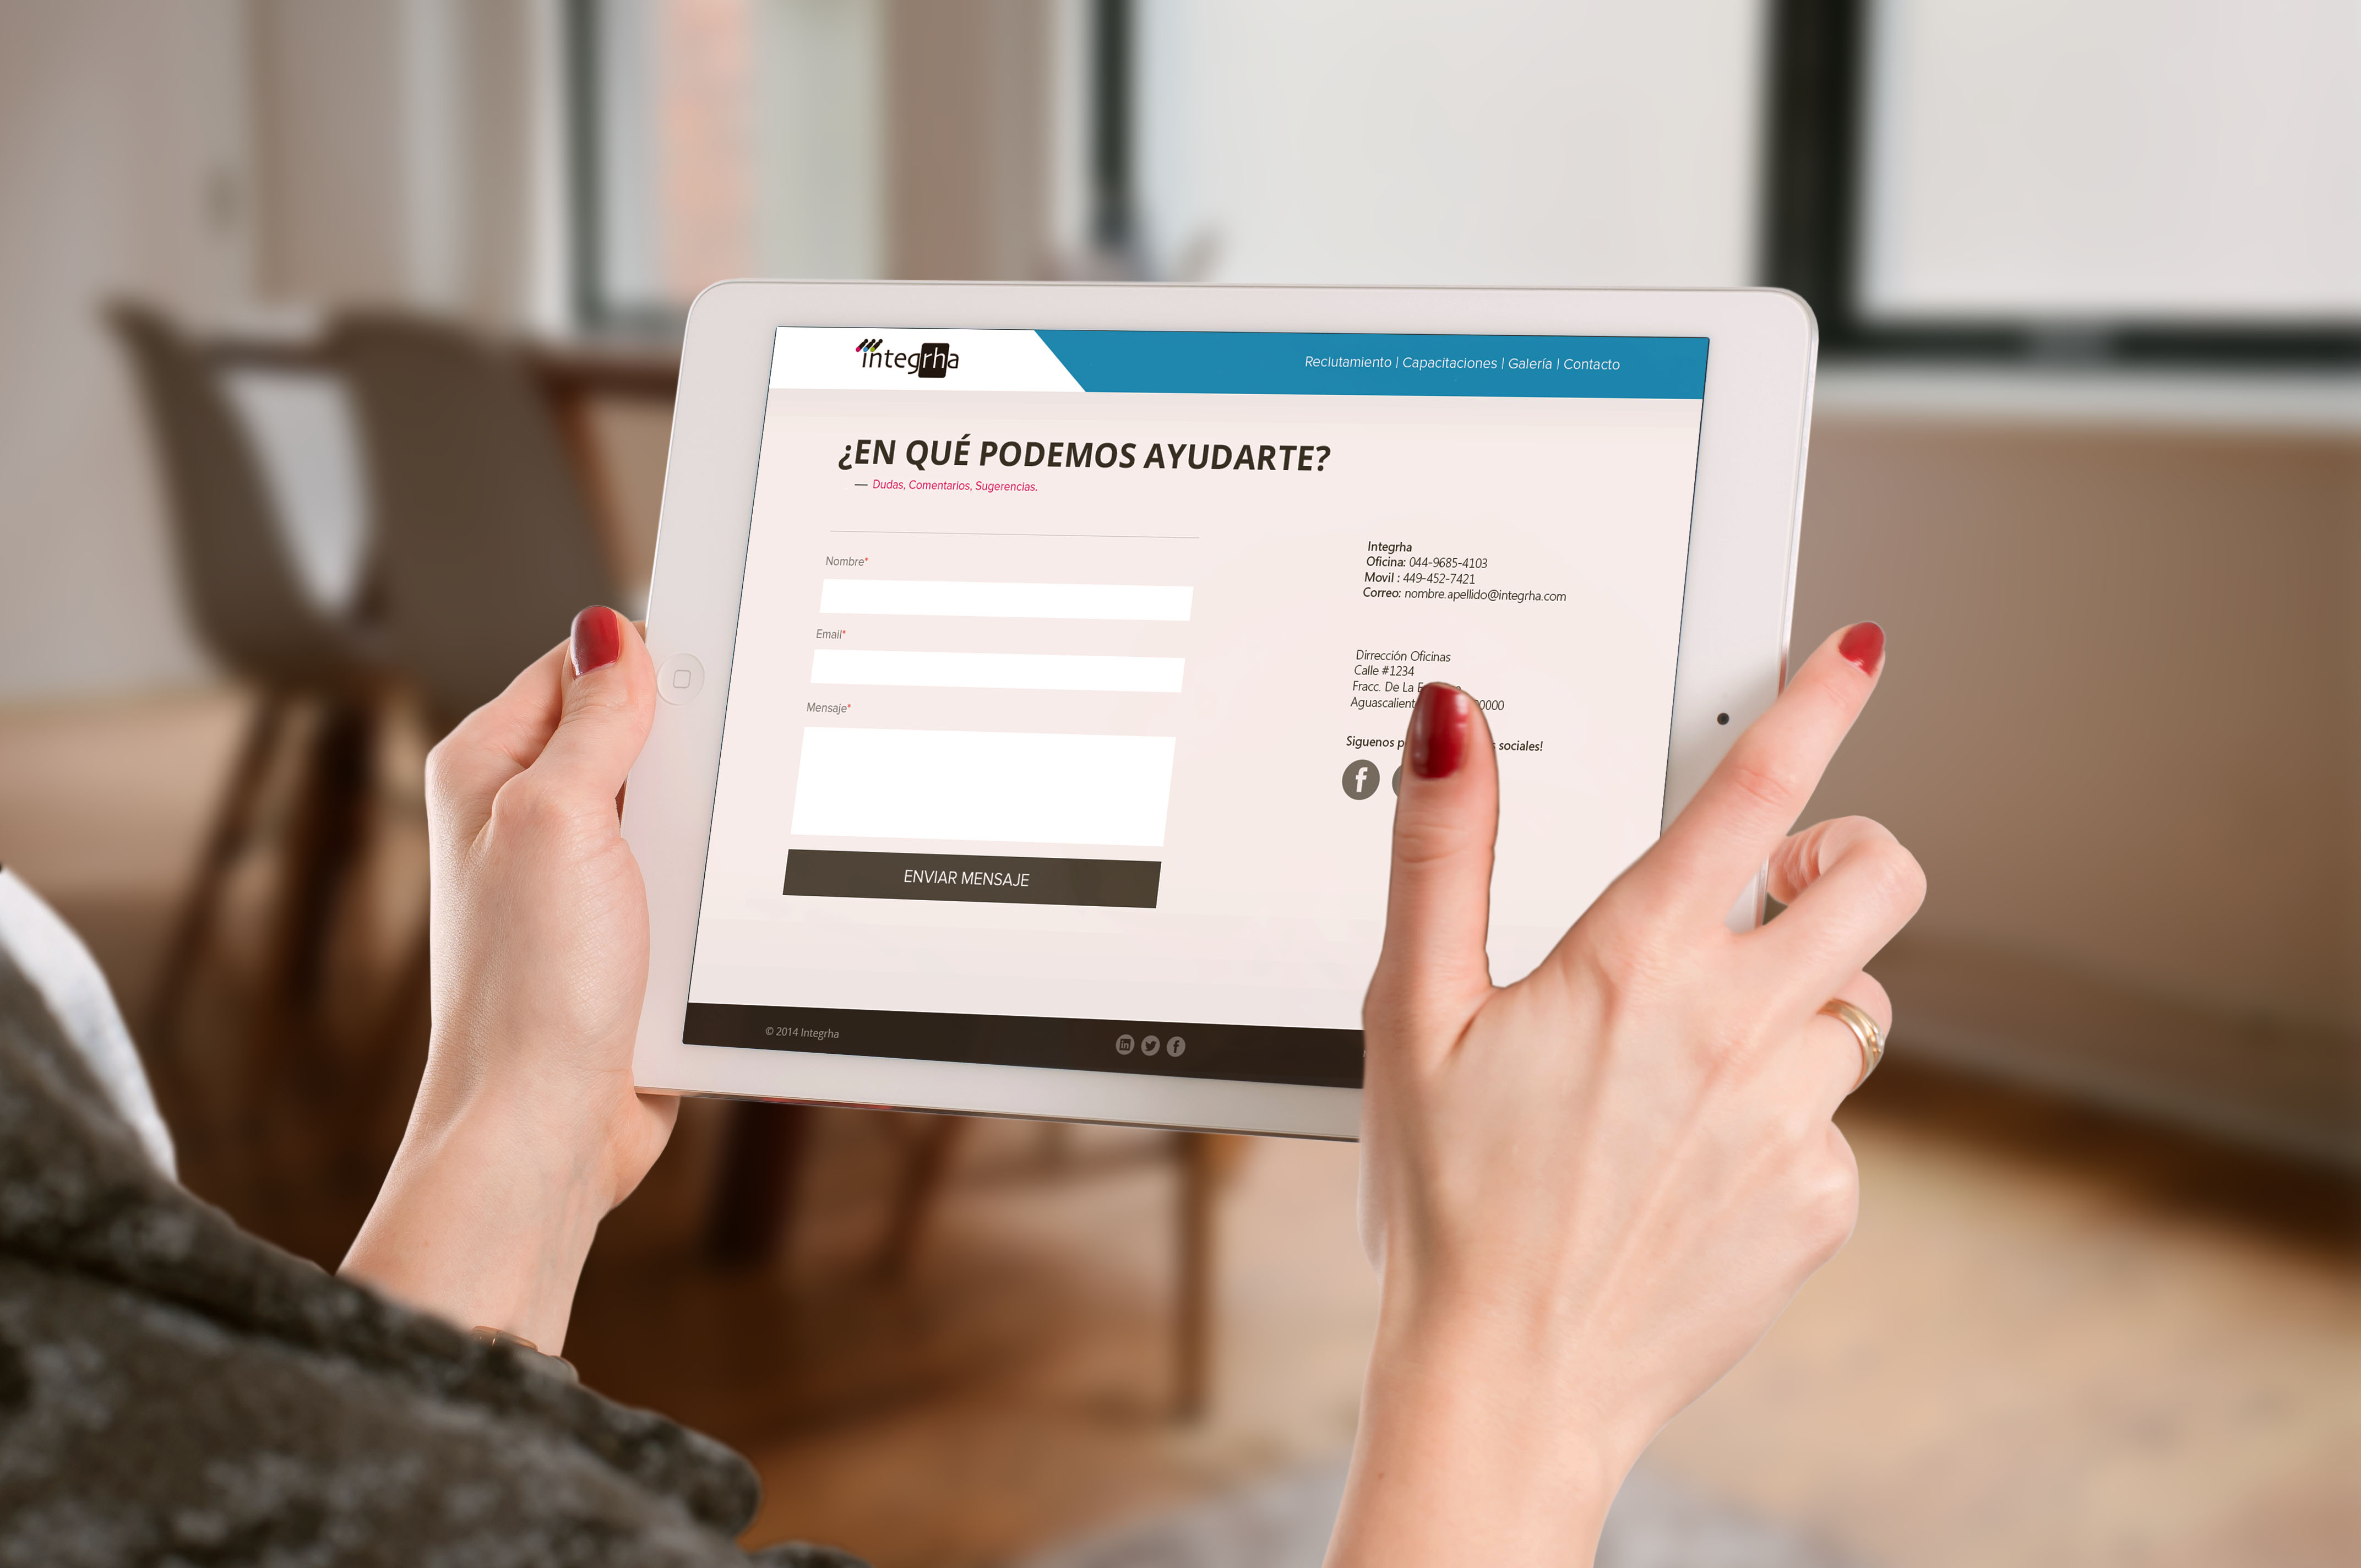 integrha
Reclutamiento | Capacitaciones | Galería | Contacto
¿EN QUÉ PODEMOS AYUDARTE?
— Dudas, Comentarios, Sugerencias.
Nombre*
Email*
Mensaje*
ENVIAR MENSAJE
Integrha
Oficina: 044-9685-4103
Movil : 449-452-7421
Correo: nombre.apellido@integrha.com
Dirrección Oficinas
Calle #1234
Fracc. De La
Siguenos sociales!
© 2014 Integrha